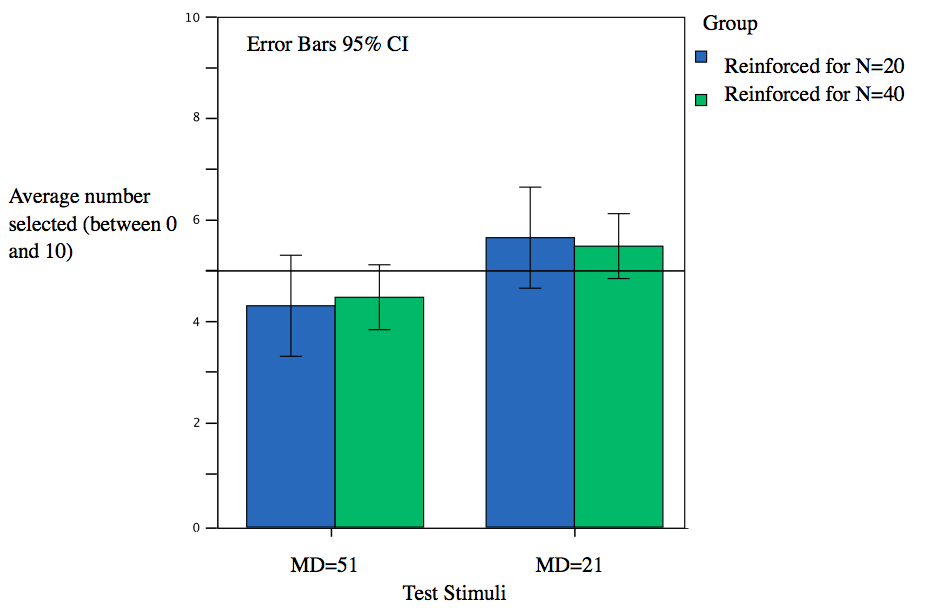 Group
Reinforced for N=20
Reinforced for N=40
Error Bars 95% CI
Average number
selected (between 0
and 10)
10
8
6
4
2
0
MD=51
MD=21
Test Stimuli